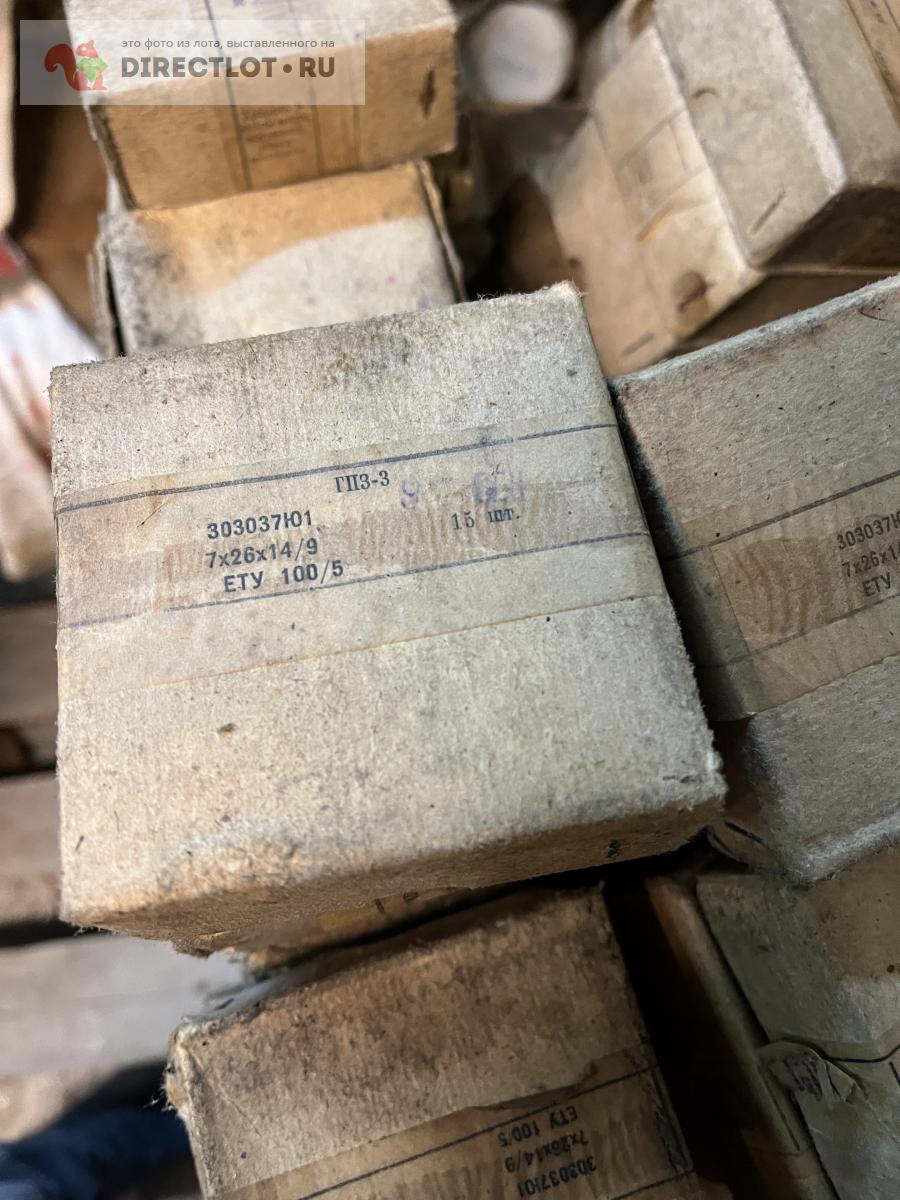 это фото из лота, выставленного на
DIRECTLOT•RU
ГПЗ-3
9
303037Ю1
15 шт.
7х26х14/9
ЕТУ 100/5
303037Ю
7х26х14
ЕТУ
303037Ю1
7х26х14/9
ЕТУ 100/5